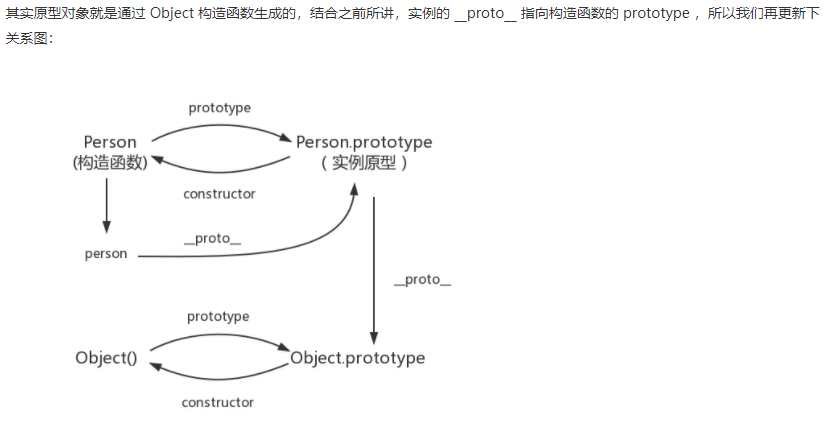 其实原型对象就是通过 Object 构造函数生成的，结合之前所讲，实例的 __proto__ 指向构造函数的 prototype ，所以我们再更新下
关系图：
prototype
Person
(构造函数)
Person.prototype
（实例原型）
constructor
person
__proto__
__proto__
prototype
Object()
Object.prototype
constructor